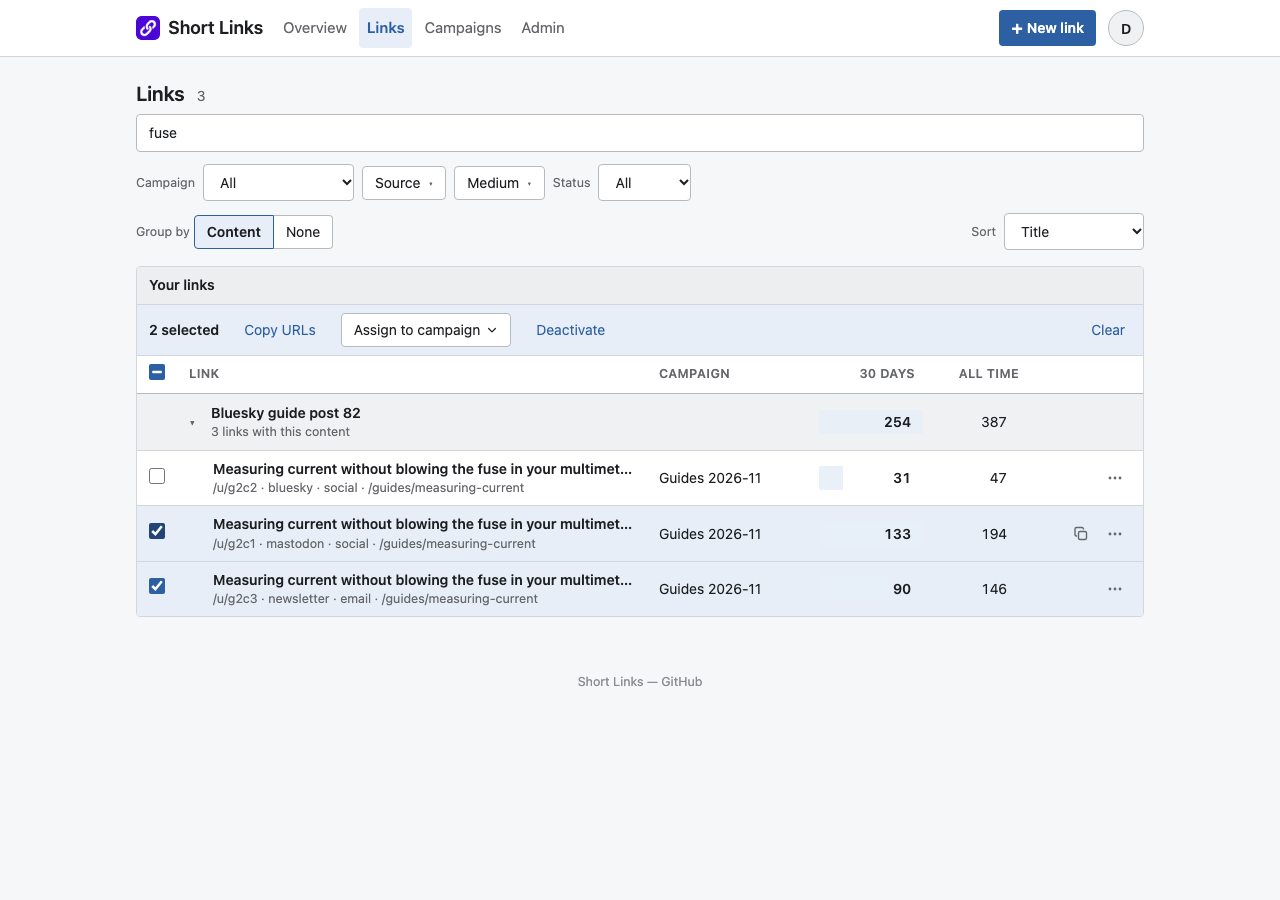 Short Links Overview Links Campaigns Admin + New link D
Links 3
fuse
Campaign All Source Medium Status All
Group by Content None Sort Title
Your links
2 selected Copy URLs Assign to campaign Deactivate Clear
LINK CAMPAIGN 30 DAYS ALL TIME
Bluesky guide post 82
3 links with this content
254 387
Measuring current without blowing the fuse in your multimet...
/u/g2c2 · bluesky · social · /guides/measuring-current
Guides 2026-11 31 47
Measuring current without blowing the fuse in your multimet...
/u/g2c1 · mastodon · social · /guides/measuring-current
Guides 2026-11 133 194
Measuring current without blowing the fuse in your multimet...
/u/g2c3 · newsletter · email · /guides/measuring-current
Guides 2026-11 90 146
Short Links — GitHub